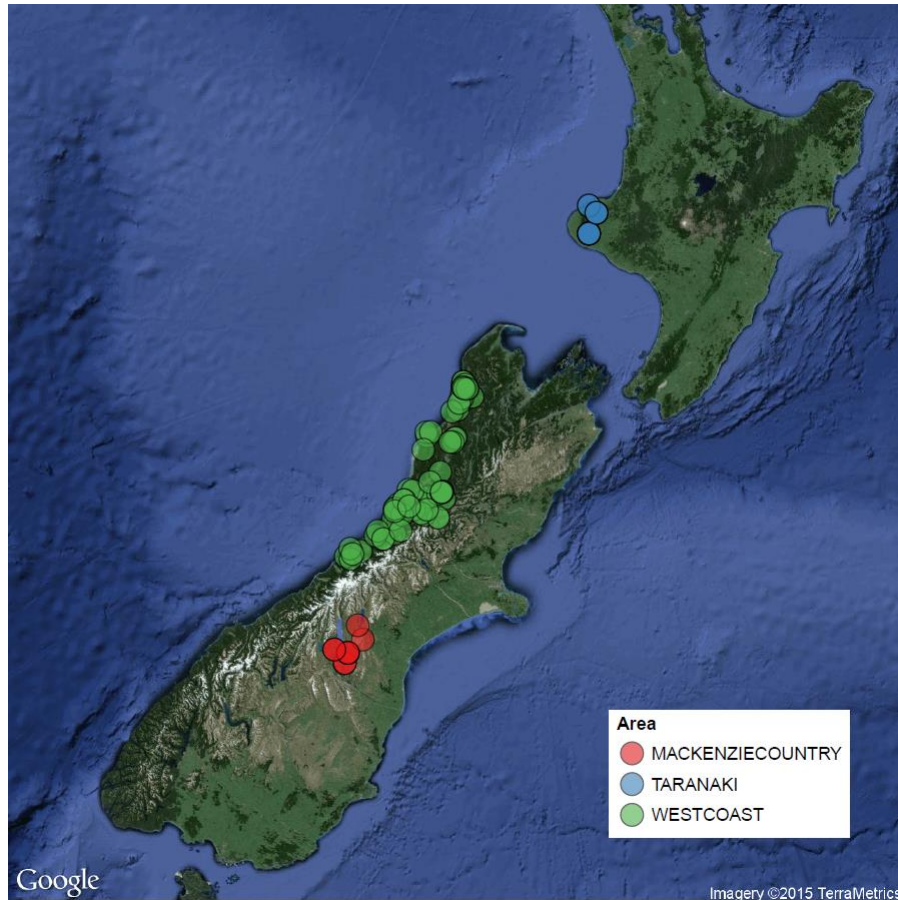 Area
MACKENZIECOUNTRY
TARANAKI
WESTCOAST
Google
Imagery ©2015 TerraMetrics